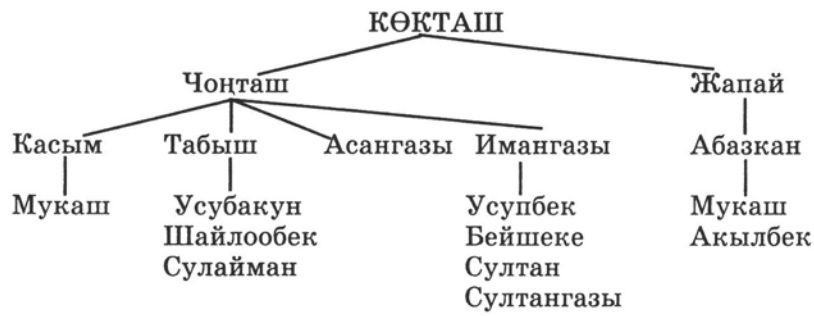 КӨКТАШ
Чоңташ Жапай
Касым Табыш Асангазы Имангазы Абазкан
Мукаш Усубакун Усупбек Мукаш
Шайлообек Бейшеке Акылбек
Сулайман Султан
Султангазы